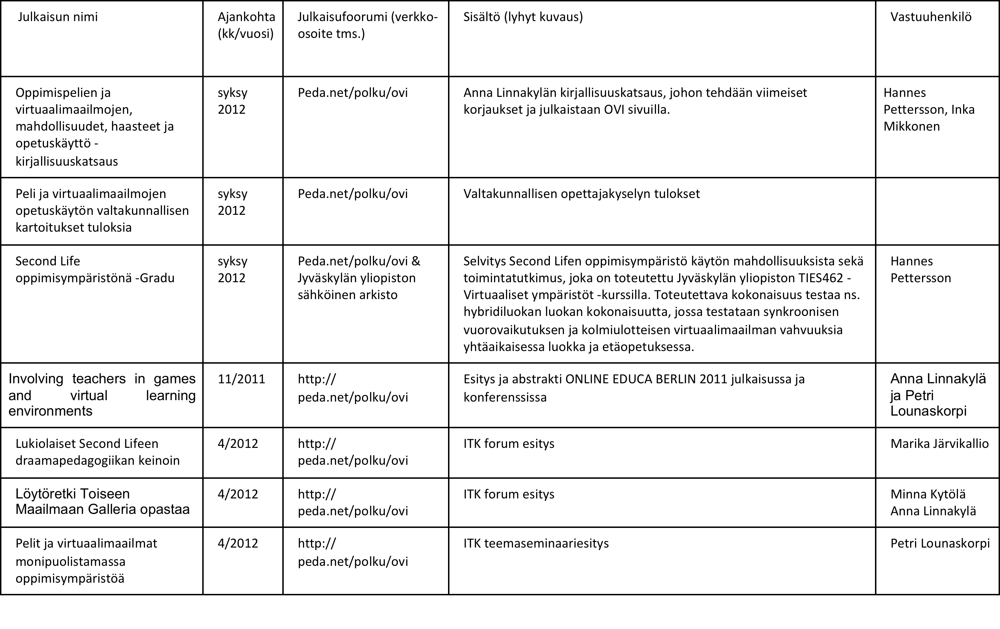 Julkaisun nimi
Ajankohta
(kk/vuosi)
Julkaisufoorumi (verkko-
osoite tms.)
Sisältö (lyhyt kuvaus)
Vastuuhenkilö
Oppimispelien ja
virtuaalimaailmojen,
mahdollisuudet, haasteet ja
opetuskäyttö -
kirjallisuuskatsaus
syksy
2012
Peda.net/polku/ovi
Anna Linnakylän kirjallisuuskatsaus, johon tehdään viimeiset
korjaukset ja julkaistaan OVI sivuilla.
Hannes
Pettersson, Inka
Mikkonen
Peli ja virtuaalimaailmojen
opetuskäytön valtakunnallisen
kartoitukset tuloksia
syksy
2012
Peda.net/polku/ovi
Valtakunnallisen opettajakyselyn tulokset
Second Life
oppimisympäristönä -Gradu
syksy
2012
Peda.net/polku/ovi &
Jyväskylän yliopiston
sähköinen arkisto
Selvitys Second Lifen oppimisympäristö käytön mahdollisuuksista sekä
toimintatutkimus, joka on toteutettu Jyväskylän yliopiston TIES462 -
Virtuaaliset ympäristöt -kurssilla. Toteutettava kokonaisuus testaa ns.
hybridiluokan luokan kokonaisuutta, jossa testataan synkroonisen
vuorovaikutuksen ja kolmiulotteisen virtuaalimaailman vahvuuksia
yhtäaikaisessa luokka ja etäopetuksessa.
Hannes
Pettersson
Involving teachers in games
and virtual learning
environments
11/2011
http://
peda.net/polku/ovi
Esitys ja abstrakti ONLINE EDUCA BERLIN 2011 julkaisussa ja
konferenssissa
Anna Linnakylä
ja Petri
Lounaskorpi
Lukiolaiset Second Lifeen
draamapedagogiikan keinoin
4/2012
http://
peda.net/polku/ovi
ITK forum esitys
Marika Järvikallio
Löytöretki Toiseen
Maailmaan Galleria opastaa
4/2012
http://
peda.net/polku/ovi
ITK forum esitys
Minna Kytölä
Anna Linnakylä
Pelit ja virtuaalimaailmat
monipuolistamassa
oppimisympäristöä
4/2012
http://
peda.net/polku/ovi
ITK teemaseminaariesitys
Petri Lounaskorpi